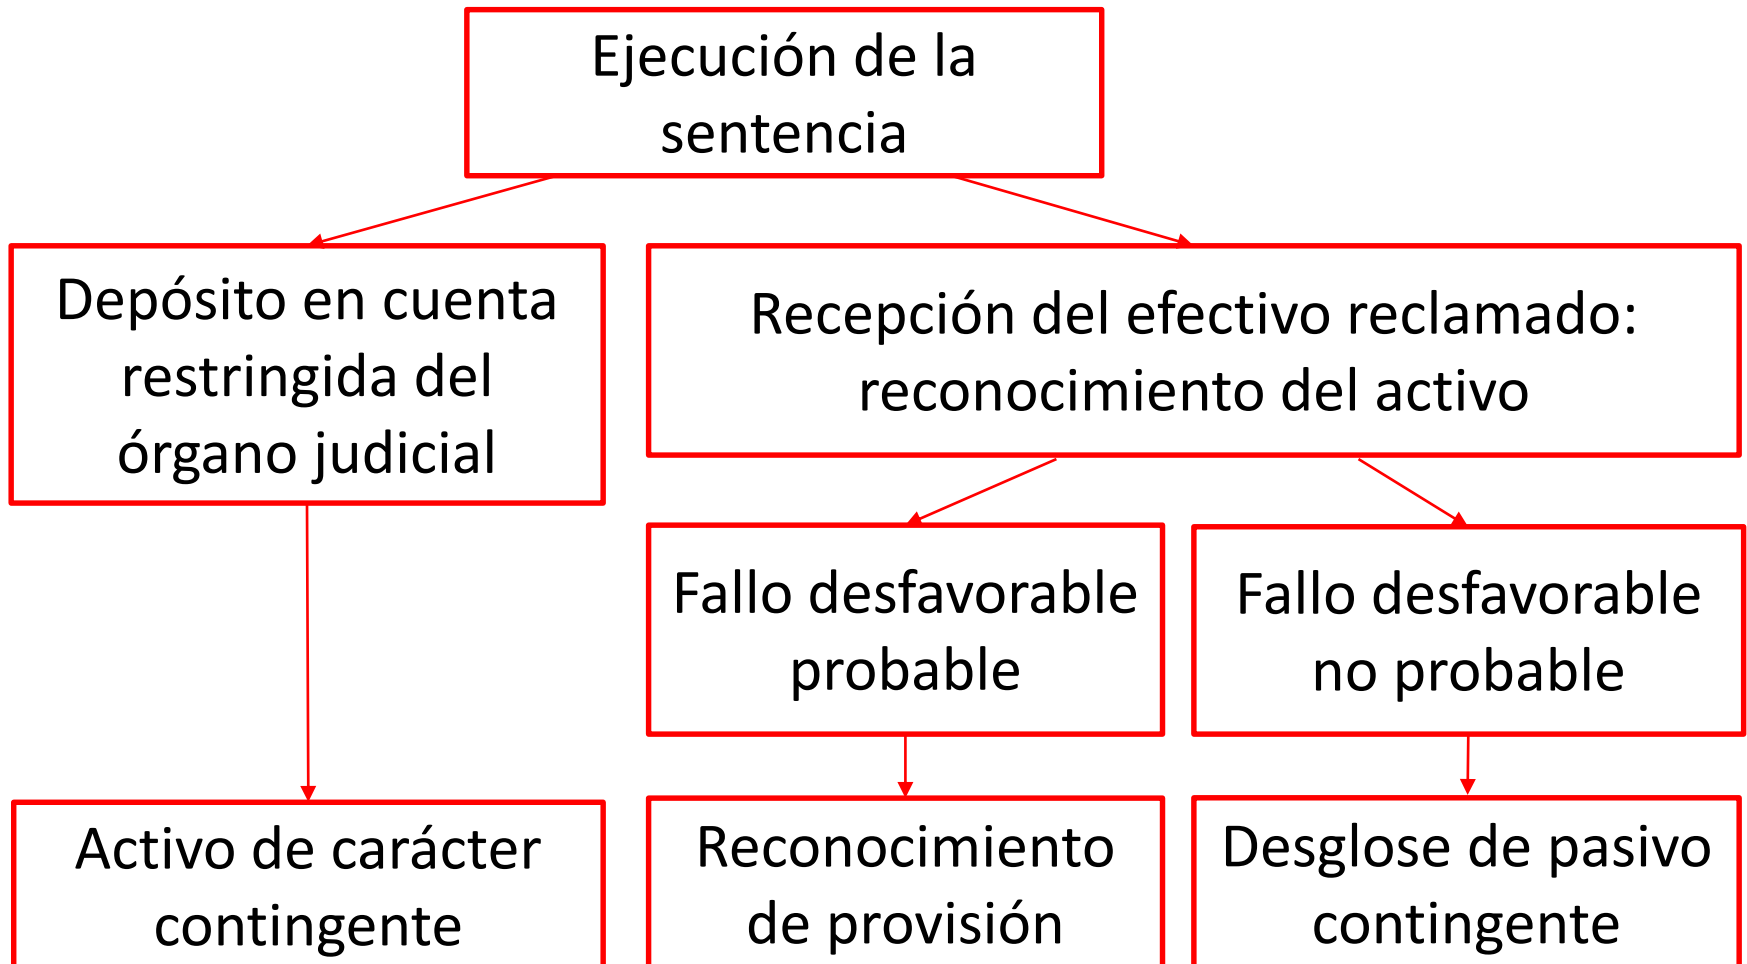 Ejecución de la
sentencia
Depósito en cuenta
restringida del
órgano judicial
Recepción del efectivo reclamado:
reconocimiento del activo
Fallo desfavorable
probable
Fallo desfavorable
no probable
Activo de carácter
contingente
Reconocimiento
de provisión
Desglose de pasivo
contingente